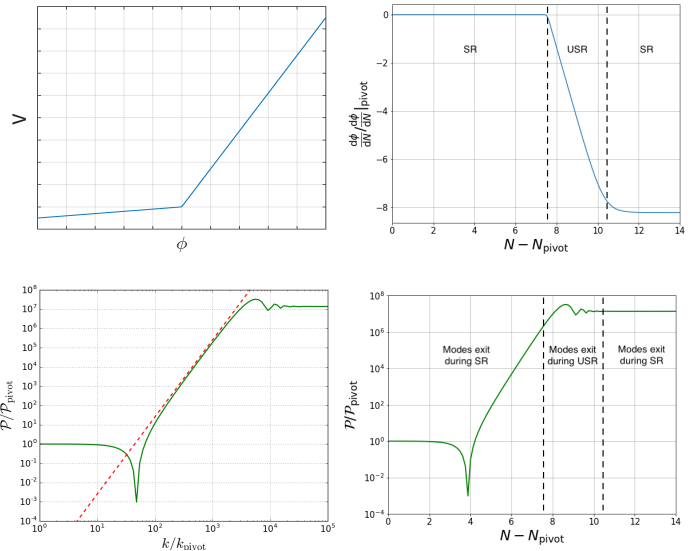 V
ϕ
dϕ/dN / dϕ/dN|pivot
0
−2
−4
−6
−8
SR
USR
SR
0 2 4 6 8 10 12 14
N − N_pivot
P/P_pivot
10^8
10^7
10^6
10^5
10^4
10^3
10^2
10^1
10^0
10^-1
10^-2
10^-3
10^-4
10^0 10^1 10^2 10^3 10^4 10^5
k/k_pivot
P/P_pivot
10^8
10^6
10^4
10^2
10^0
10^−2
10^−4
Modes exit
during SR
Modes exit
during USR
Modes exit
during SR
0 2 4 6 8 10 12 14
N − N_pivot